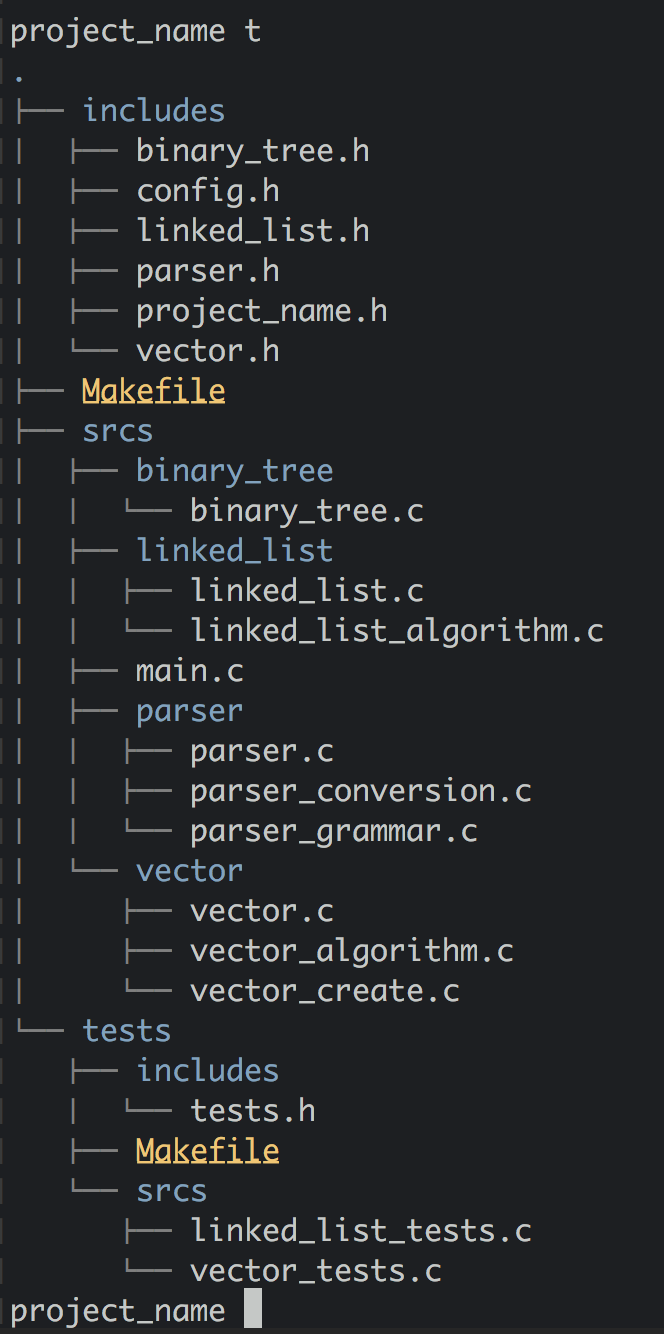 project_name t
.
├── includes
│   ├── binary_tree.h
│   ├── config.h
│   ├── linked_list.h
│   ├── parser.h
│   ├── project_name.h
│   └── vector.h
├── Makefile
├── srcs
│   ├── binary_tree
│   │   └── binary_tree.c
│   ├── linked_list
│   │   ├── linked_list.c
│   │   └── linked_list_algorithm.c
│   ├── main.c
│   ├── parser
│   │   ├── parser.c
│   │   ├── parser_conversion.c
│   │   └── parser_grammar.c
│   └── vector
│       ├── vector.c
│       ├── vector_algorithm.c
│       └── vector_create.c
└── tests
    ├── includes
    │   └── tests.h
    ├── Makefile
    └── srcs
        ├── linked_list_tests.c
        └── vector_tests.c
project_name